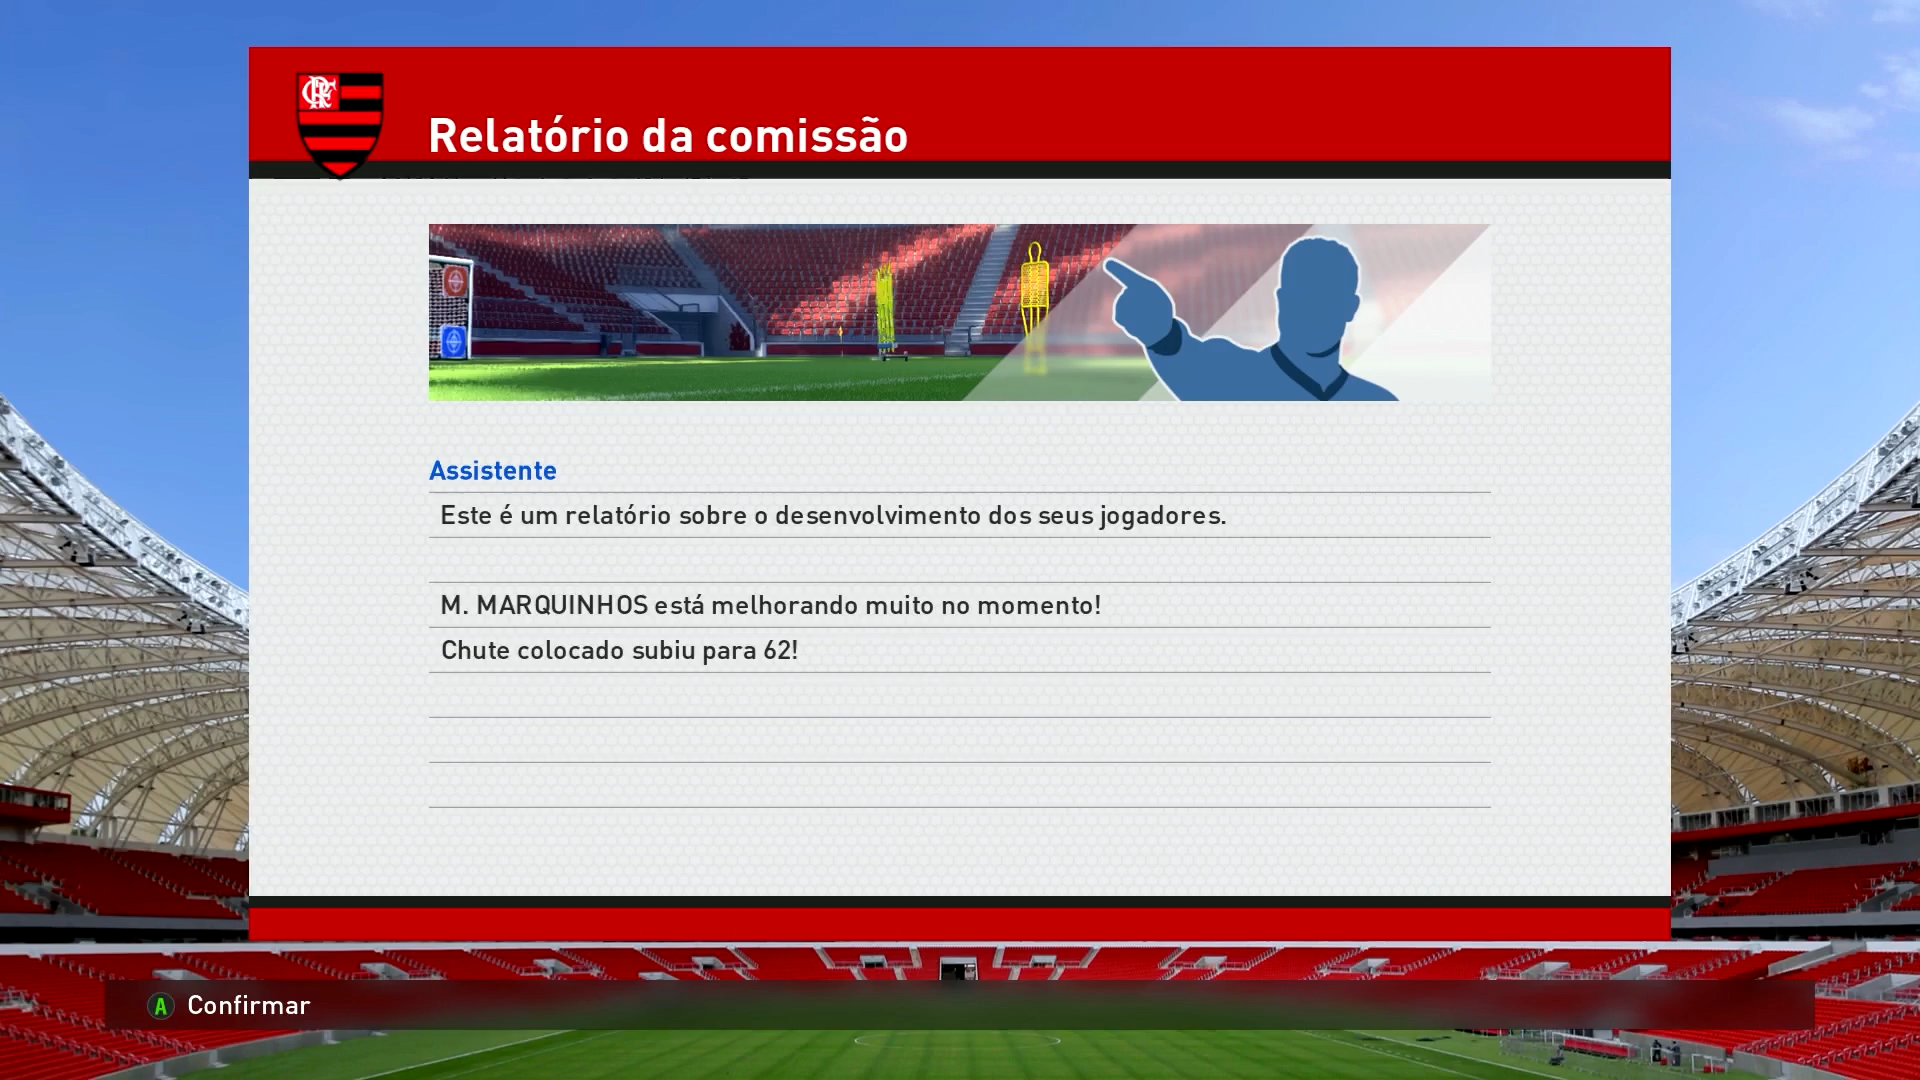 CRF
Relatório da comissão
Assistente
Este é um relatório sobre o desenvolvimento dos seus jogadores.
M. MARQUINHOS está melhorando muito no momento!
Chute colocado subiu para 62!
A Confirmar